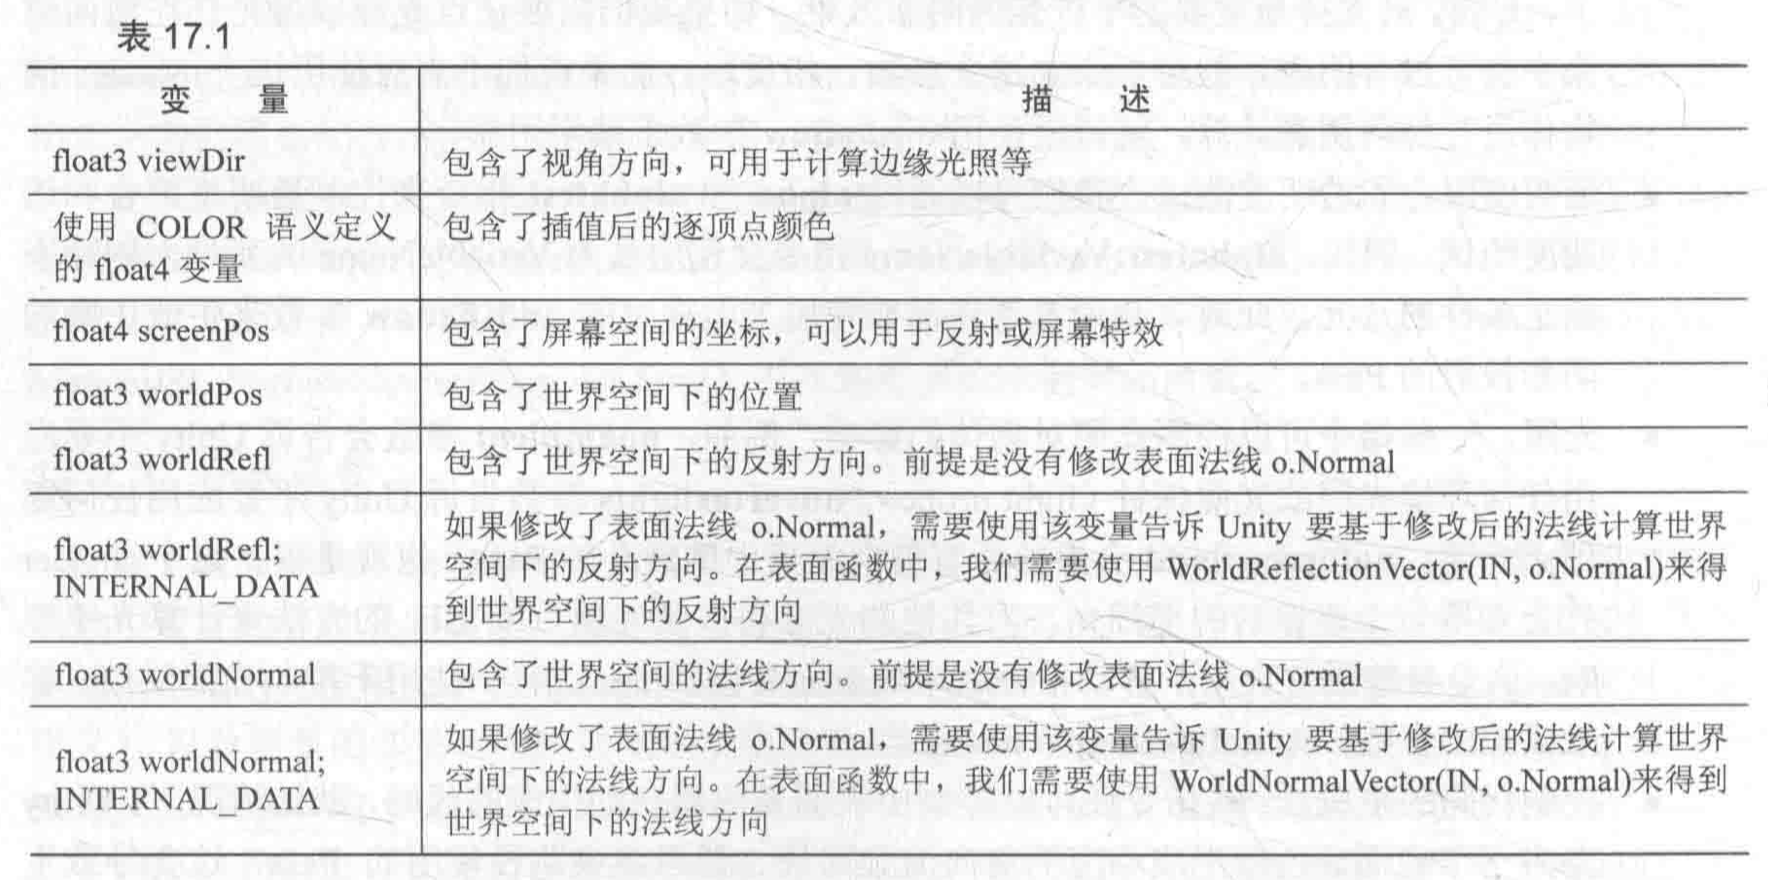 表 17.1
变 量
描 述
float3 viewDir
包含了视角方向，可用于计算边缘光照等
使用 COLOR 语义定义
的 float4 变量
包含了插值后的逐顶点颜色
float4 screenPos
包含了屏幕空间的坐标，可以用于反射或屏幕特效
float3 worldPos
包含了世界空间下的位置
float3 worldRefl
包含了世界空间下的反射方向。前提是没有修改表面法线 o.Normal
float3 worldRefl;
INTERNAL_DATA
如果修改了表面法线 o.Normal，需要使用该变量告诉 Unity 要基于修改后的法线计算世界
空间下的反射方向。在表面函数中，我们需要使用 WorldReflectionVector(IN, o.Normal)来得
到世界空间下的反射方向
float3 worldNormal
包含了世界空间的法线方向。前提是没有修改表面法线 o.Normal
float3 worldNormal;
INTERNAL_DATA
如果修改了表面法线 o.Normal，需要使用该变量告诉 Unity 要基于修改后的法线计算世界
空间下的法线方向。在表面函数中，我们需要使用 WorldNormalVector(IN, o.Normal)来得到
世界空间下的法线方向